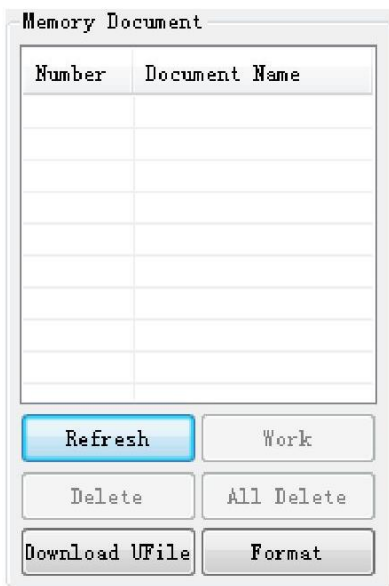 Memory Document
Number Document Name
Refresh Work
Delete All Delete
Download UFile Format